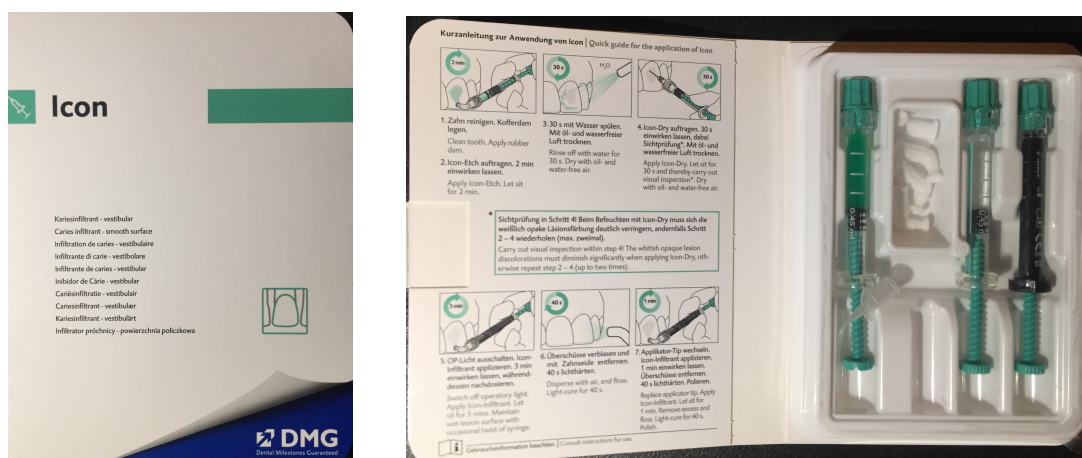 Icon
Kariesinfiltrant - vestibular
Caries infiltrant - smooth surface
Infiltration de caries - vestibulaire
Infiltrante di carie - vestibolare
Infiltrante de caries - vestibular
Inibidor de Cárie - vestibular
Cariësinfiltratie - vestibulair
Cariesinfiltrant - vestibulær
Kariesinfiltrant - vestibulärt
Infiltrator próchnicy - powierzchnia policzkowa
DMG
Dental Milestones Guaranteed
Kurzanleitung zur Anwendung von Icon | Quick guide for the application of Icon
2 min
30 s
H₂O
30 s
1. Zahn reinigen. Kofferdam
legen.
Clean tooth. Apply rubber
dam.
2. Icon-Etch auftragen. 2 min
einwirken lassen.
Apply Icon-Etch. Let sit
for 2 min.
3. 30 s mit Wasser spülen.
Mit öl- und wasserfreier
Luft trocknen.
Rinse off with water for
30 s. Dry with oil- and
water-free air.
4. Icon-Dry auftragen. 30 s
einwirken lassen, dabei
Sichtprüfung*. Mit öl- und
wasserfreier Luft trocknen.
Apply Icon-Dry. Let sit for
30 s and thereby carry out
visual inspection*. Dry
with oil- and water-free air.
* Sichtprüfung in Schritt 4! Beim Befeuchten mit Icon-Dry muss sich die
weißlich opake Läsionsfärbung deutlich verringern, andernfalls Schritt
2 – 4 wiederholen (max. zweimal).
Carry out visual inspection within step 4! The whitish opaque lesion
discolorations must diminish significantly when applying Icon-Dry, oth-
erwise repeat step 2 – 4 (up to two times).
3 min
40 s
1 min
5. OP-Licht ausschalten. Icon-
Infiltrant applizieren. 3 min
einwirken lassen, während-
dessen nachdosieren.
Switch off operatory light.
Apply Icon-Infiltrant. Let
sit for 3 mins. Maintain
wet lesion surface with
occasional twist of syringe.
6. Überschüsse verblasen und
mit Zahnseide entfernen.
40 s lichthärten.
Disperse with air, and floss.
Light-cure for 40 s.
7. Applikator-Tip wechseln.
Icon-Infiltrant applizieren.
1 min einwirken lassen.
Überschüsse entfernen.
40 s lichthärten. Polieren.
Replace applicator tip. Apply
Icon-Infiltrant. Let sit for
1 min. Remove excess and
floss. Light-cure for 40 s.
Polish.
i Gebrauchsinformation beachten. | Consult instructions for use.
0,45 ml
0,45 ml